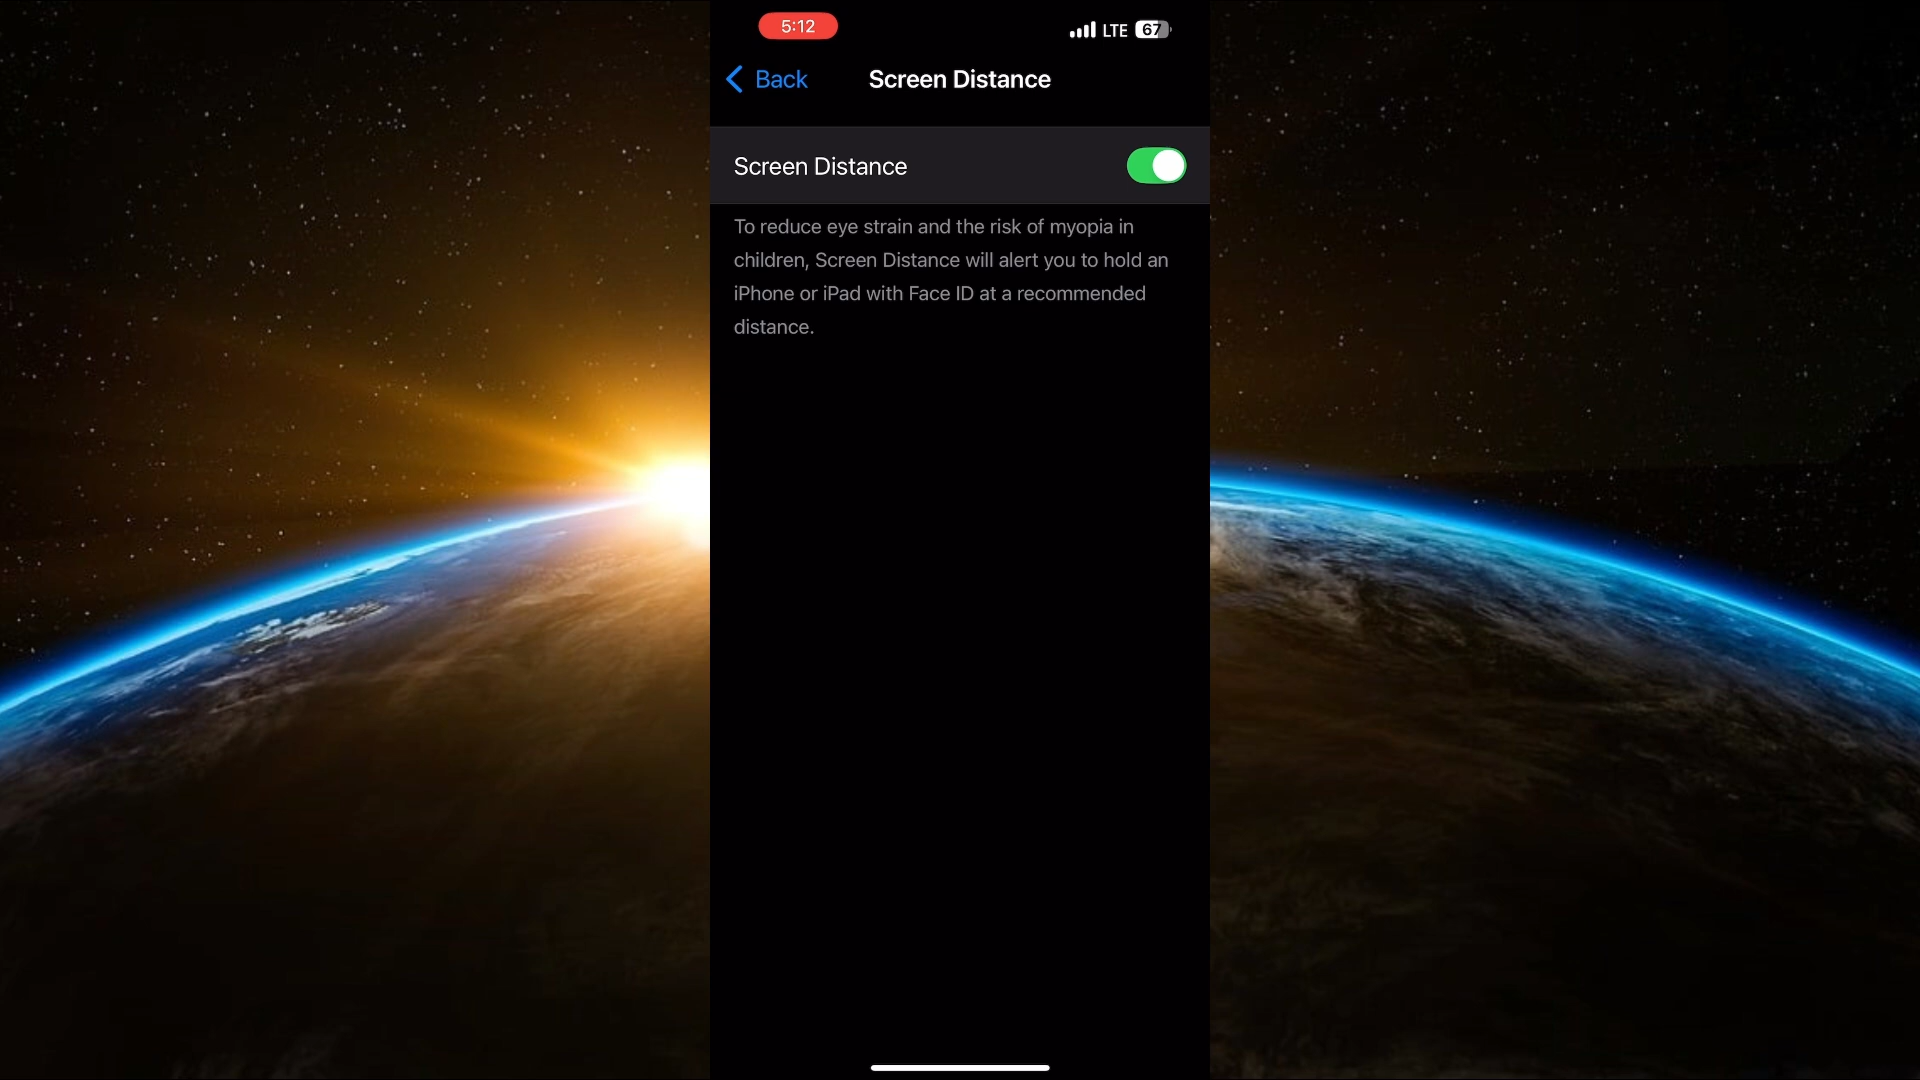 5:12
LTE 67
Back
Screen Distance
Screen Distance
To reduce eye strain and the risk of myopia in
children, Screen Distance will alert you to hold an
iPhone or iPad with Face ID at a recommended
distance.